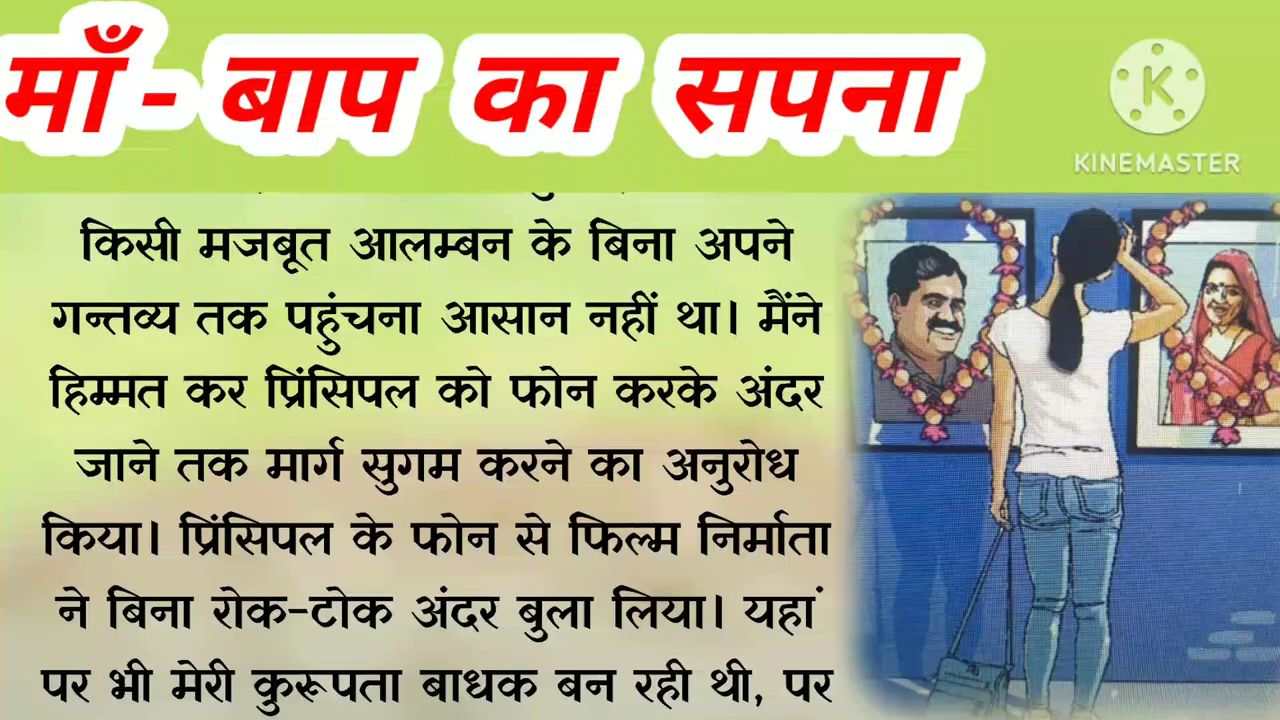 माँ- बाप का सपना
KINEMASTER
किसी मजबूत आलम्बन के बिना अपने
गन्तव्य तक पहुंचना आसान नहीं था। मैंने
हिम्मत कर प्रिंसिपल को फोन करके अंदर
जाने तक मार्ग सुगम करने का अनुरोध
किया। प्रिंसिपल के फोन से फिल्म निर्माता
ने बिना रोक-टोक अंदर बुला लिया। यहां
पर भी मेरी कुरूपता बाधक बन रही थी, पर